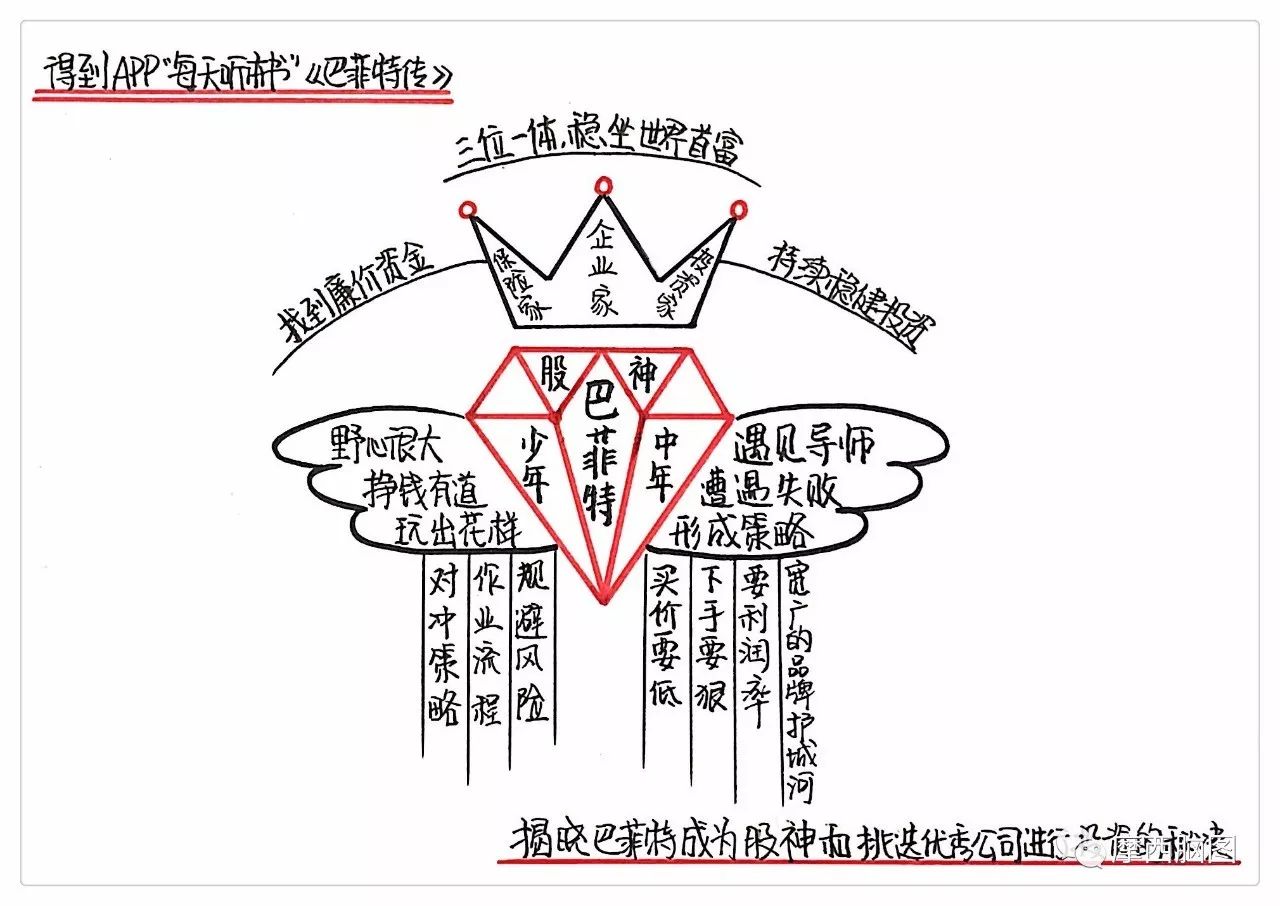 得到APP“每天听本书”《巴菲特传》
三位一体,稳坐世界首富
找到廉价资金
保险家
企业家
投资家
持续稳健投资
股神
巴菲特
少年
中年
野心很大
挣钱有道
玩出花样
遇见导师
遭遇失败
形成策略
对冲策略
作业流程
规避风险
买价要低
下手要狠
要利润率
宽广的品牌护城河
揭晓巴菲特成为股神和挑选优秀公司进行投资的秘诀
摩西脑图